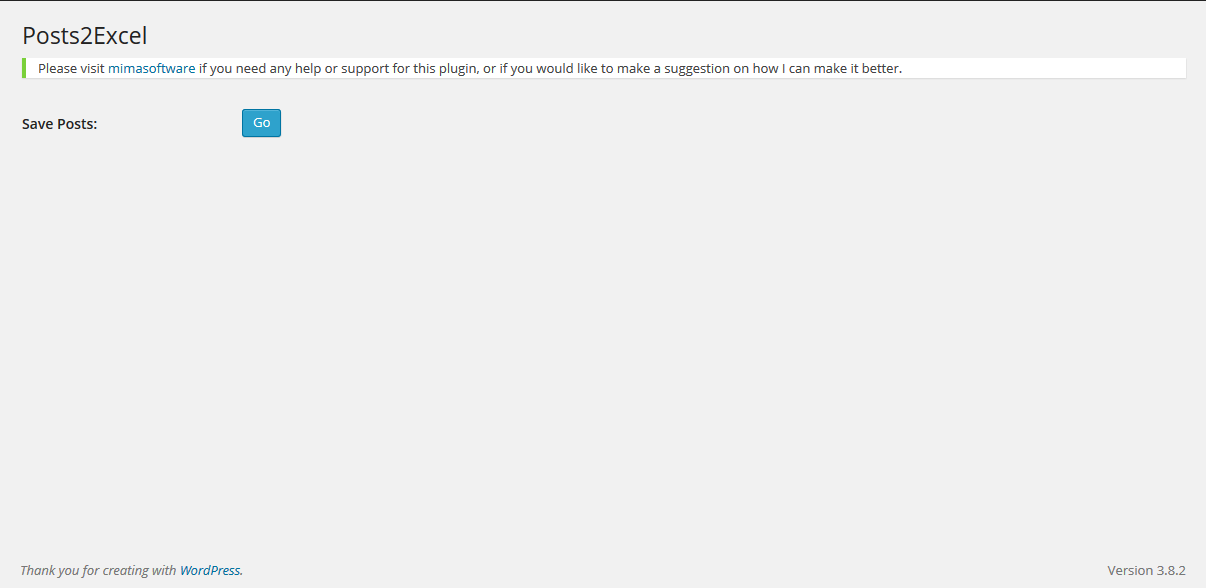 Posts2Excel
Please visit mimasoftware if you need any help or support for this plugin, or if you would like to make a suggestion on how I can make it better.
Save Posts: Go
Thank you for creating with WordPress. Version 3.8.2